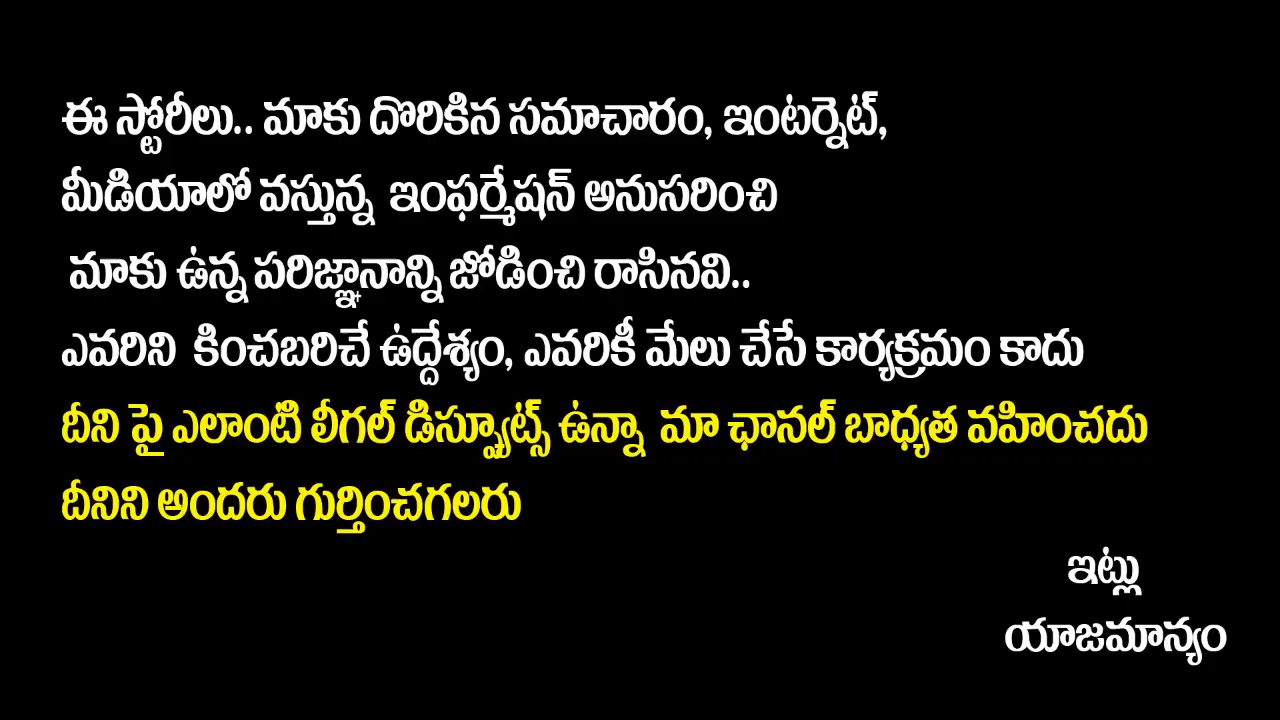 ఈ స్టోరీలు.. మాకు దొరికిన సమాచారం, ఇంటర్నెట్,
మీడియాలో వస్తున్న ఇంఫర్మేషన్ అనుసరించి
మాకు ఉన్న పరిజ్ఞానాన్ని జోడించి రాసినవి..
ఎవరిని కించబరిచే ఉద్దేశ్యం, ఎవరికీ మేలు చేసే కార్యక్రమం కాదు
దీని పై ఎలాంటి లీగల్ డిస్ప్యూట్స్ ఉన్నా మా ఛానల్ బాధ్యత వహించదు
దీనిని అందరు గుర్తించగలరు
ఇట్లు
యాజమాన్యం